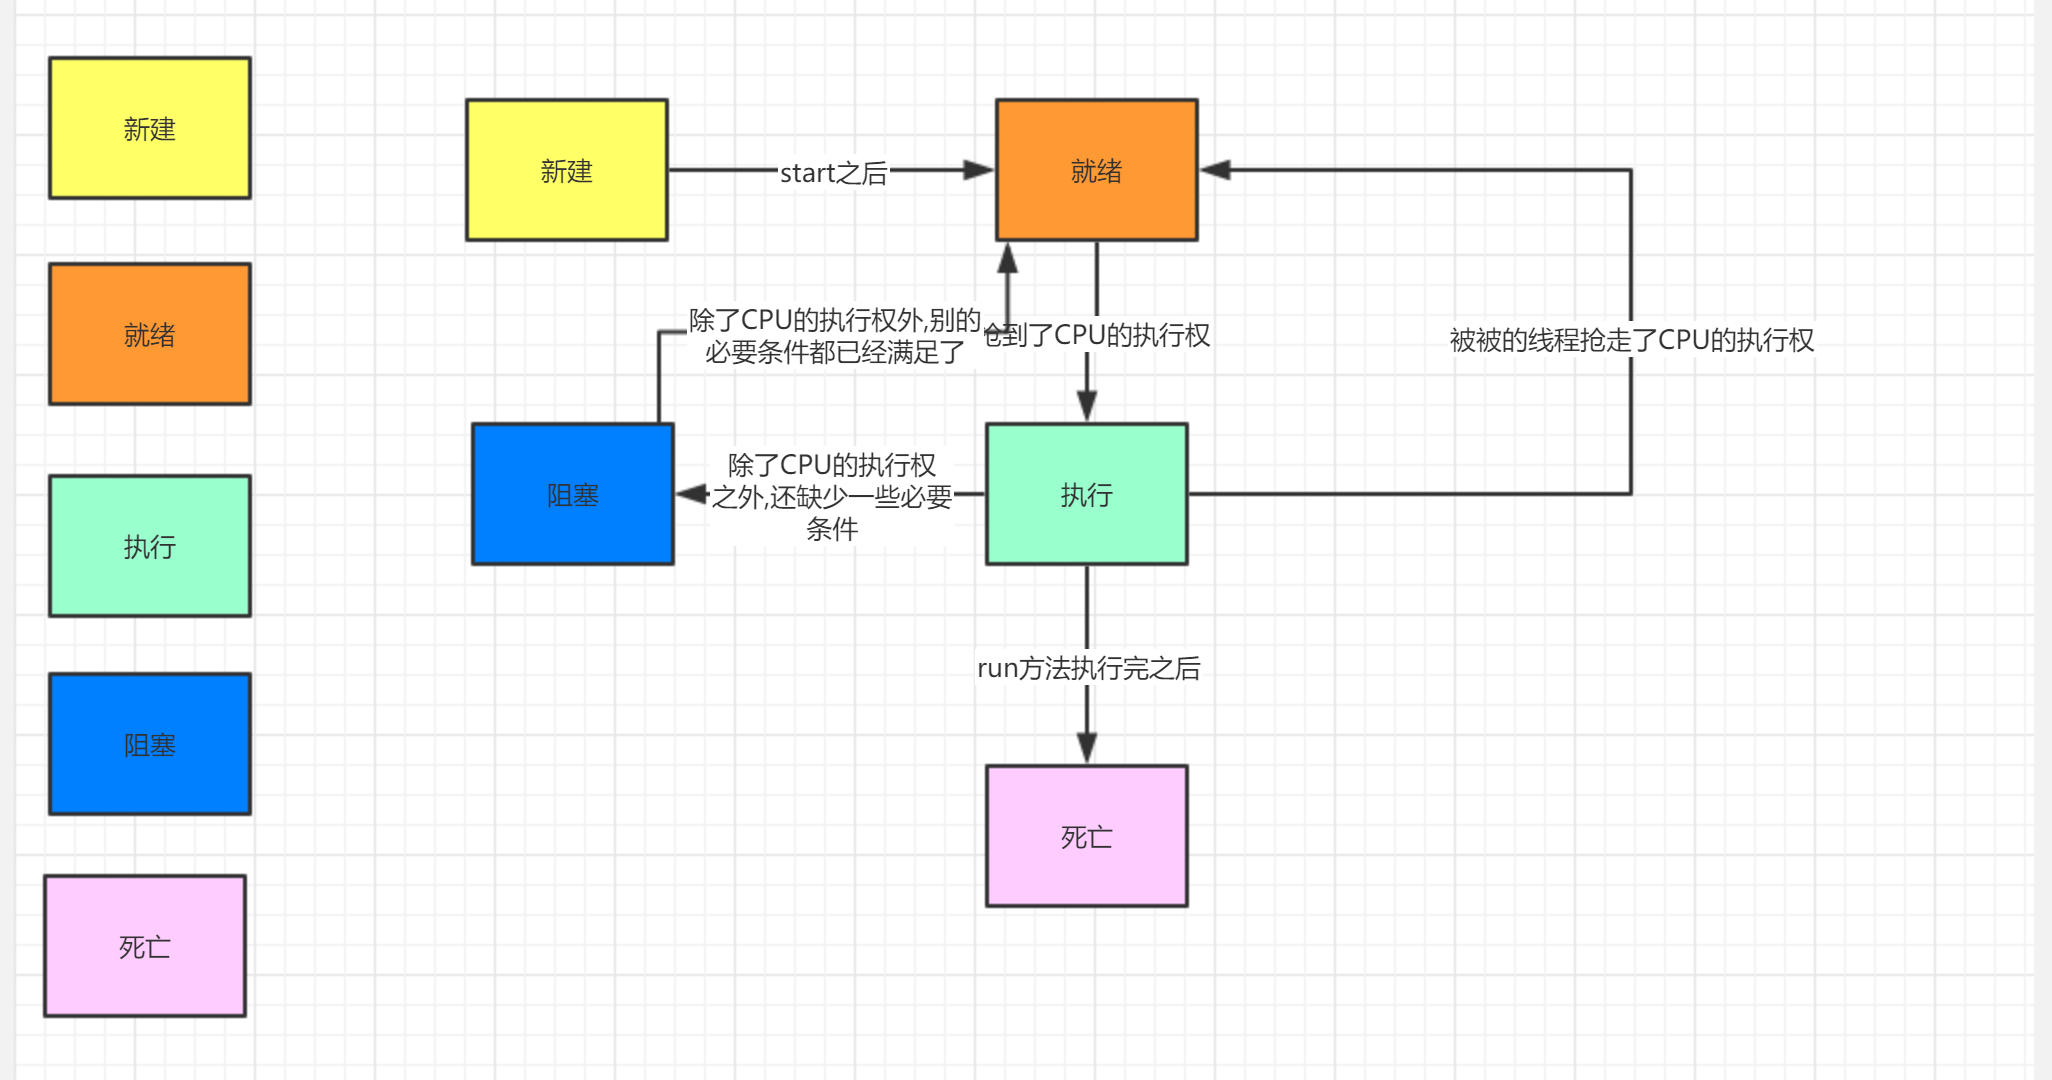 新建
就绪
执行
阻塞
死亡
新建
start之后
就绪
除了CPU的执行权外,别的
必要条件都已经满足了
抢到了CPU的执行权
被被的线程抢走了CPU的执行权
阻塞
除了CPU的执行权
之外,还缺少一些必要
条件
执行
run方法执行完之后
死亡